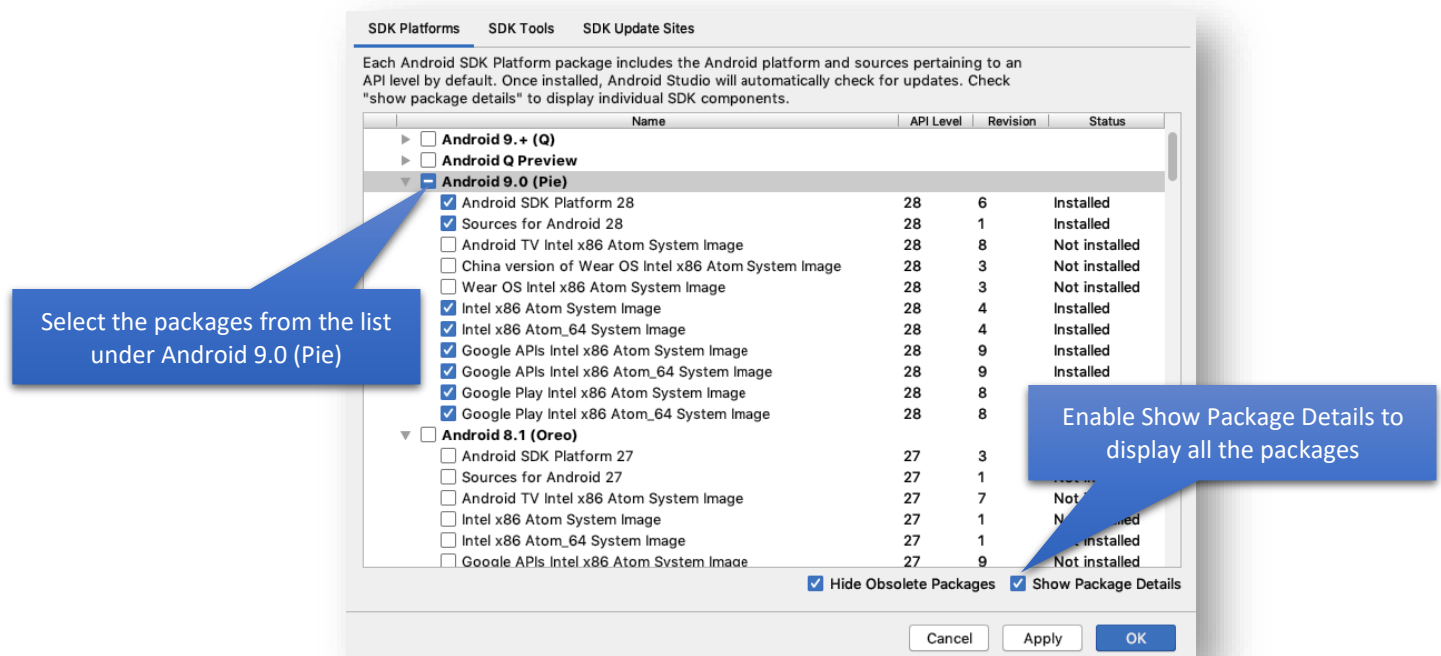 SDK Platforms SDK Tools SDK Update Sites
Each Android SDK Platform package includes the Android platform and sources pertaining to an
API level by default. Once installed, Android Studio will automatically check for updates. Check
"show package details" to display individual SDK components.
Name API Level Revision Status
Android 9.+ (Q)
Android Q Preview
Android 9.0 (Pie)
Android SDK Platform 28 28 6 Installed
Sources for Android 28 28 1 Installed
Android TV Intel x86 Atom System Image 28 8 Not installed
China version of Wear OS Intel x86 Atom System Image 28 3 Not installed
Wear OS Intel x86 Atom System Image 28 3 Not installed
Intel x86 Atom System Image 28 4 Installed
Intel x86 Atom_64 System Image 28 4 Installed
Google APIs Intel x86 Atom System Image 28 9 Installed
Google APIs Intel x86 Atom_64 System Image 28 9 Installed
Google Play Intel x86 Atom System Image 28 8
Google Play Intel x86 Atom_64 System Image 28 8
Android 8.1 (Oreo)
Android SDK Platform 27 27 3
Sources for Android 27 27 1
Android TV Intel x86 Atom System Image 27 7 Not
Intel x86 Atom System Image 27 1
Intel x86 Atom_64 System Image 27 1 installed
Google APIs Intel x86 Atom System Image 27 9 Not installed
Hide Obsolete Packages Show Package Details
Cancel Apply OK
Select the packages from the list
under Android 9.0 (Pie)
Enable Show Package Details to
display all the packages